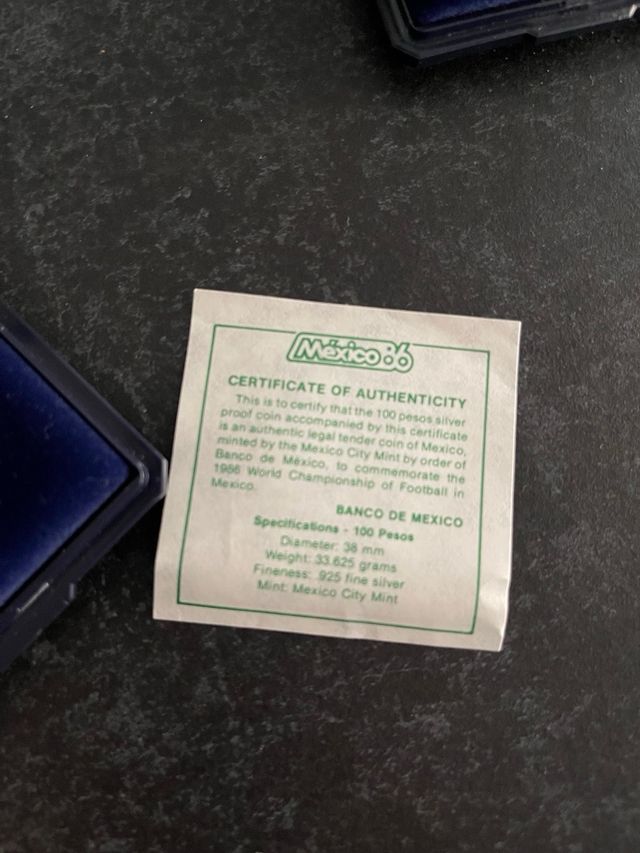 México86
CERTIFICATE OF AUTHENTICITY
This is to certify that the 100 pesos silver
proof coin accompanied by this certificate
is an authentic legal tender coin of Mexico,
minted by the Mexico City Mint by order of
Banco de México, to commemorate the
1986 World Championship of Football in
Mexico.
BANCO DE MEXICO
Specifications - 100 Pesos
Diameter: 38 mm
Weight: 33.625 grams
Fineness: .925 fine silver
Mint: Mexico City Mint